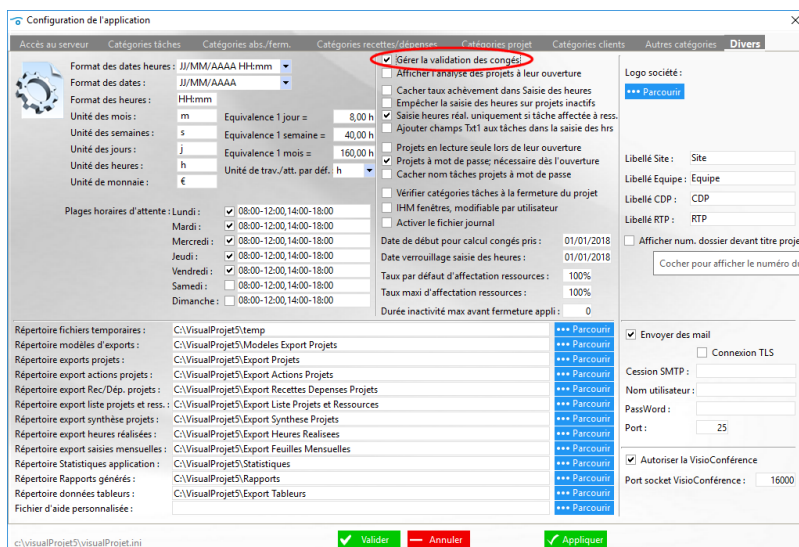 Configuration de l'application
Accès au serveur Catégories tâches Catégories abs./ferm. Catégories recettes/dépenses Catégories projet Catégories clients Autres catégories Divers
Format des dates heures : JJ/MM/AAAA HH:mm
Format des dates : JJ/MM/AAAA
Format des heures : HH:mm
Unité des mois : m Equivalence 1 jour = 8,00 h
Unité des semaines : s Equivalence 1 semaine = 40,00 h
Unité des jours : j Equivalence 1 mois = 160,00 h
Unité des heures : h Unité de trav./att. par déf. h
Unité de monnaie : €
Plages horaires d'attente : Lundi : 08:00-12:00,14:00-18:00
Mardi : 08:00-12:00,14:00-18:00
Mercredi : 08:00-12:00,14:00-18:00
Jeudi : 08:00-12:00,14:00-18:00
Vendredi : 08:00-12:00,14:00-18:00
Samedi : 08:00-12:00,14:00-18:00
Dimanche : 08:00-12:00,14:00-18:00
Gérer la validation des congés
Afficher l'analyse des projets à leur ouverture
Cacher taux achèvement dans Saisie des heures
Empêcher la saisie des heures sur projets inactifs
Saisie heures réal. uniquement si tâche affectée à ress.
Ajouter champs Txt1 aux tâches dans la saisie des hrs
Projets en lecture seule lors de leur ouverture
Projets à mot de passe; nécessaire dès l'ouverture
Cacher nom tâches projets à mot de passe
Vérifier catégories tâches à la fermeture du projet
IHM fenêtres, modifiable par utilisateur
Activer le fichier journal
Date de début pour calcul congés pris : 01/01/2018
Date verrouillage saisie des heures : 01/01/2018
Taux par défaut d'affectation ressources : 100%
Taux maxi d'affectation ressources : 100%
Durée inactivité max avant fermeture appli : 0
Logo société :
Parcourir
Libellé Site : Site
Libellé Equipe : Equipe
Libellé CDP : CDP
Libellé RTP : RTP
Afficher num. dossier devant titre proje
Cocher pour afficher le numéro d
Répertoire fichiers temporaires : C:\VisualProjet5\temp Parcourir
Répertoire modèles d'exports : C:\VisualProjet5\Modeles Export Projets Parcourir
Répertoire exports projets : C:\VisualProjet5\Export Projets Parcourir
Répertoire export actions projets : C:\VisualProjet5\Export Actions Projets Parcourir
Répertoire export Rec/Dép. projets : C:\VisualProjet5\Export Recettes Depenses Projets Parcourir
Répertoire export liste projets et ress. : C:\VisualProjet5\Export Liste Projets et Ressources Parcourir
Répertoire export synthèse projets : C:\VisualProjet5\Export Synthese Projets Parcourir
Répertoire export heures réalisées : C:\VisualProjet5\Export Heures Realisees Parcourir
Répertoire export saisies mensuelles : C:\VisualProjet5\Export Feuilles Mensuelles Parcourir
Répertoire Statistiques application : C:\VisualProjet5\Statistiques Parcourir
Répertoire Rapports générés : C:\VisualProjet5\Rapports Parcourir
Répertoire données tableurs : C:\VisualProjet5\Export Tableurs Parcourir
Fichier d'aide personnalisée : Parcourir
Envoyer des mail
Connexion TLS
Cession SMTP :
Nom utilisateur :
PassWord :
Port : 25
Autoriser la VisioConférence
Port socket VisioConférence : 16000
c:\visualProjet5\visualProjet.ini Valider Annuler Appliquer